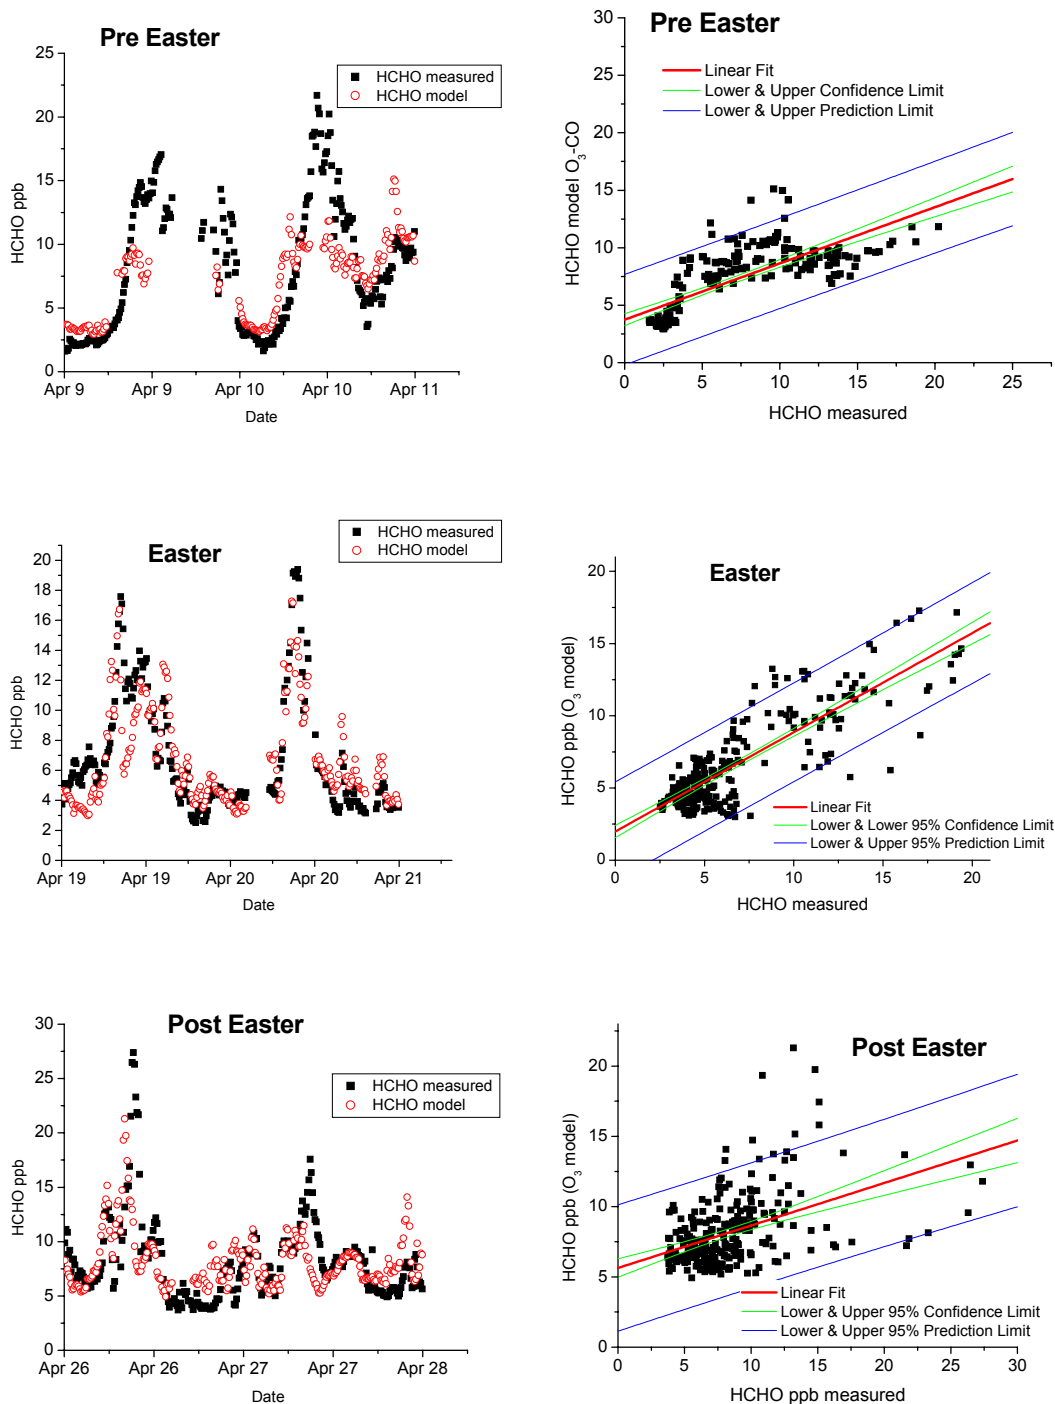 Pre Easter
HCHO measured
HCHO model
25
20
15
10
5
0
HCHO ppb
Apr 9
Apr 9
Apr 10
Apr 10
Apr 11
Date
Pre Easter
Linear Fit
Lower & Upper Confidence Limit
Lower & Upper Prediction Limit
30
25
20
15
10
5
0
HCHO model O3-CO
0
5
10
15
20
25
HCHO measured
Easter
HCHO measured
HCHO model
20
18
16
14
12
10
8
6
4
2
0
HCHO ppb
Apr 19
Apr 19
Apr 20
Apr 20
Apr 21
Date
Easter
20
15
10
5
0
HCHO ppb (O3 model)
Linear Fit
Lower & Lower 95% Confidence Limit
Lower & Upper 95% Prediction Limit
0
5
10
15
20
HCHO measured
Post Easter
HCHO measured
HCHO model
30
25
20
15
10
5
0
HCHO ppb
Apr 26
Apr 26
Apr 27
Apr 27
Apr 28
Date
Post Easter
20
15
10
5
0
HCHO ppb (O3 model)
Linear Fit
Lower & Upper 95% Confidence Limit
Lower & Upper 95% Prediction Limit
0
5
10
15
20
25
30
HCHO ppb measured